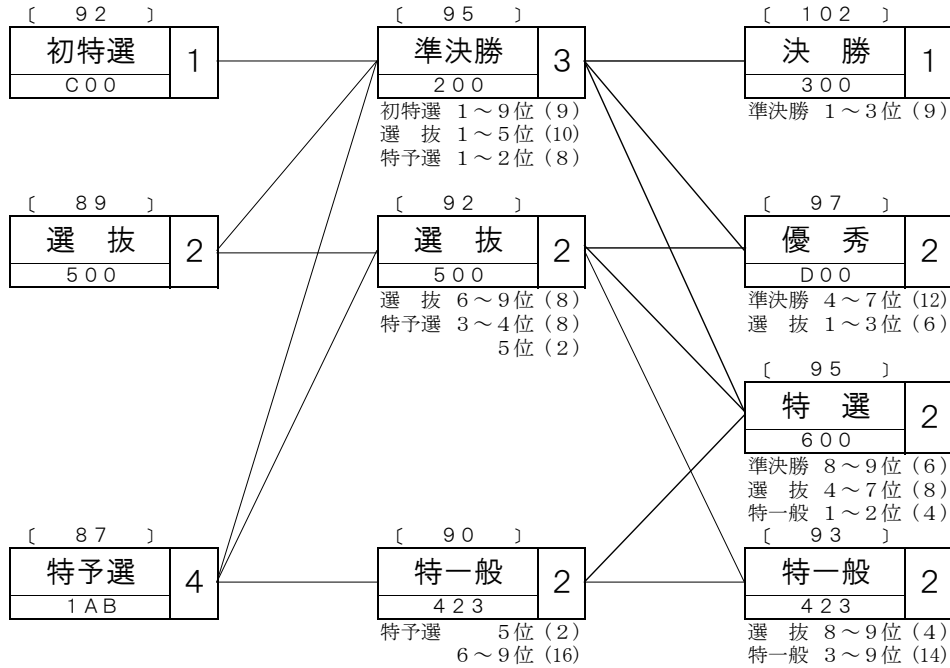 〔 92 〕
初特選 1
C00
〔 95 〕
準決勝 3
200
初特選 1～9位 (9)
選 抜 1～5位 (10)
特予選 1～2位 (8)
〔 102 〕
決 勝 1
300
準決勝 1～3位 (9)
〔 89 〕
選 抜 2
500
〔 92 〕
選 抜 2
500
選 抜 6～9位 (8)
特予選 3～4位 (8)
5位 (2)
〔 97 〕
優 秀 2
D00
準決勝 4～7位 (12)
選 抜 1～3位 (6)
〔 95 〕
特 選 2
600
準決勝 8～9位 (6)
選 抜 4～7位 (8)
特一般 1～2位 (4)
〔 87 〕
特予選 4
1AB
〔 90 〕
特一般 2
423
特予選 5位 (2)
6～9位 (16)
〔 93 〕
特一般 2
423
選 抜 8～9位 (4)
特一般 3～9位 (14)